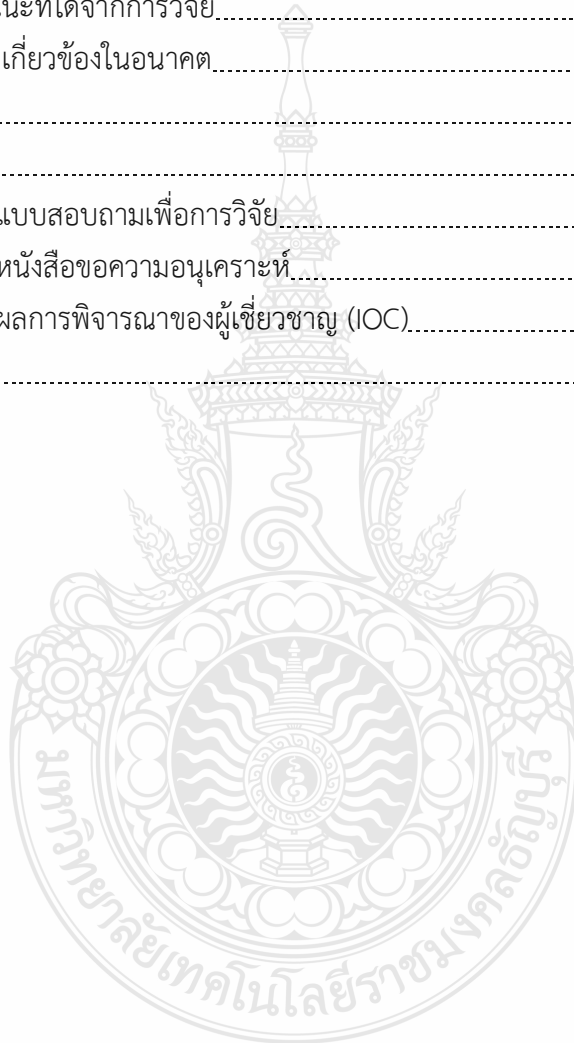 นะที่ได้จากการวิจัย
เกี่ยวข้องในอนาคต
แบบสอบถามเพื่อการวิจัย
หนังสือขอความอนุเคราะห์
ผลการพิจารณาของผู้เชี่ยวชาญ (IOC)
มหาวิทยาลัยเทคโนโลยีราชมงคลธัญบุรี